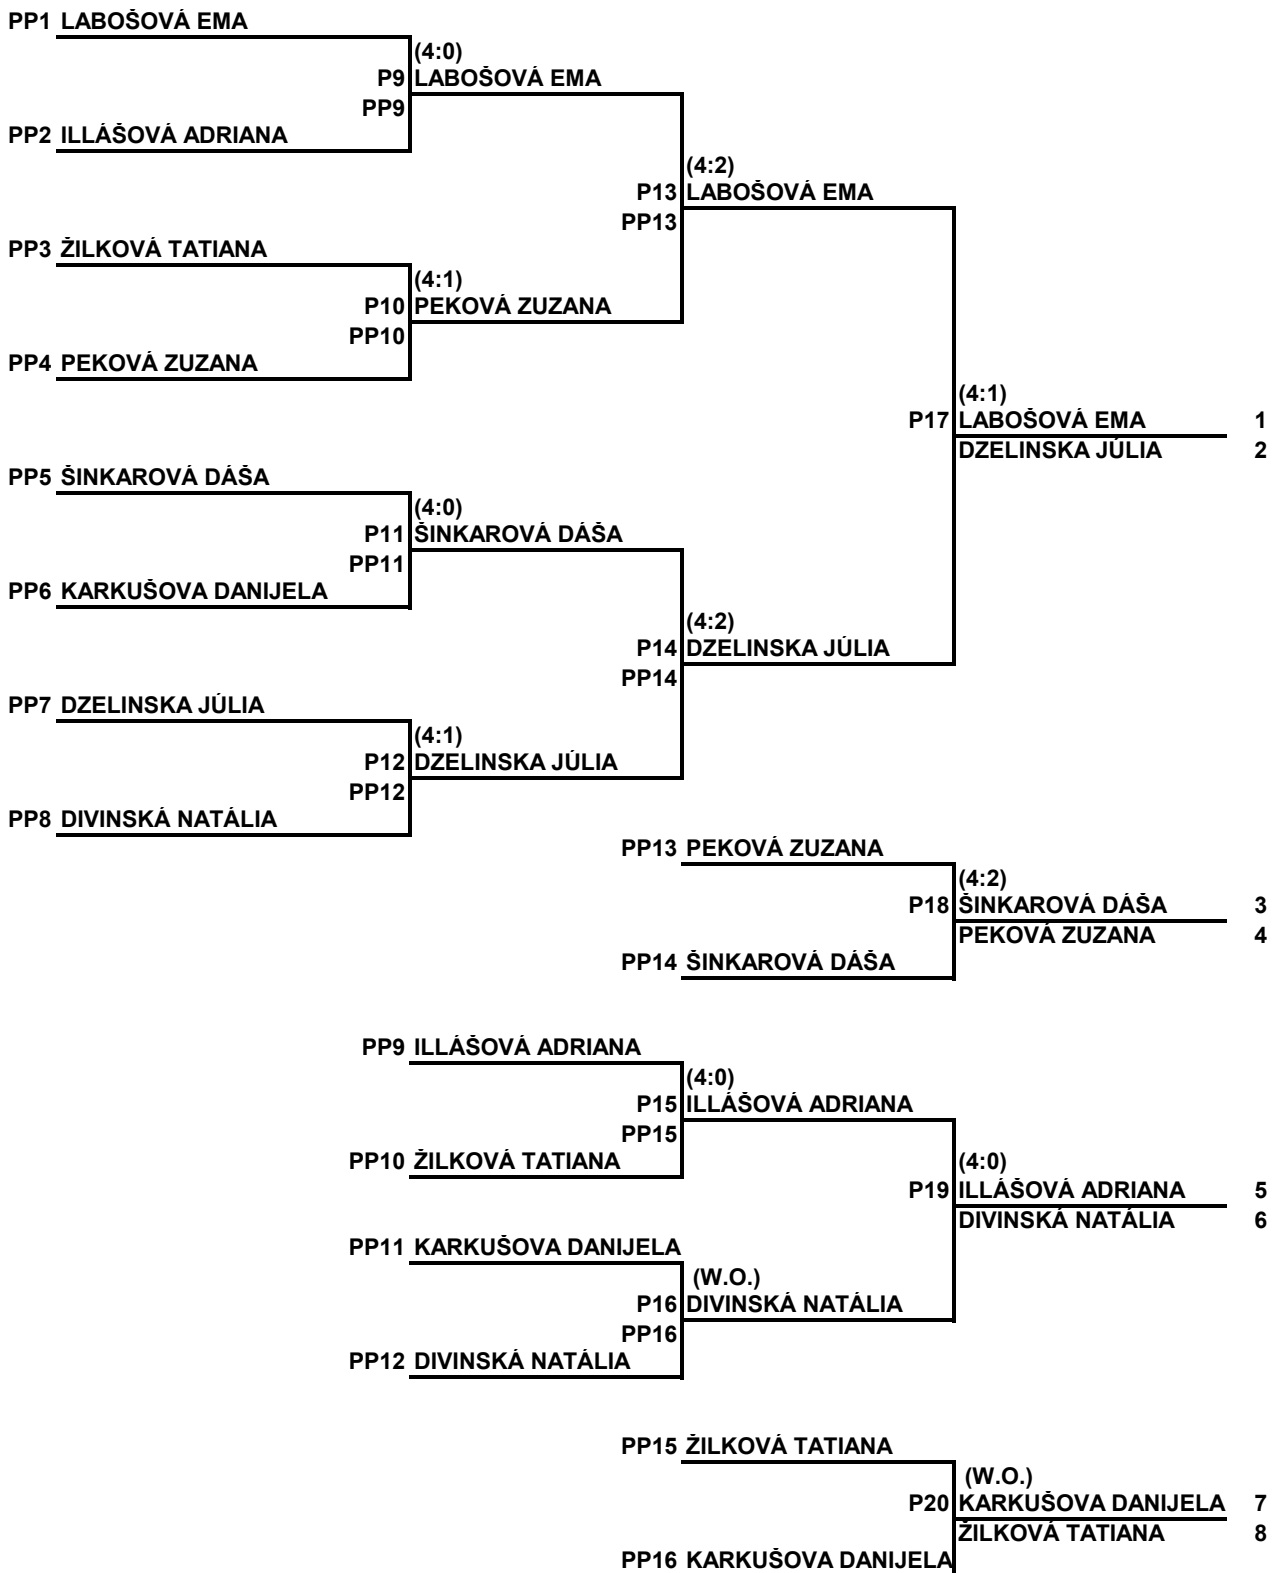 PP1 LABOŠOVÁ EMA
(4:0)
P9 LABOŠOVÁ EMA
PP9
PP2 ILLÁŠOVÁ ADRIANA
(4:2)
P13 LABOŠOVÁ EMA
PP13
PP3 ŽILKOVÁ TATIANA
(4:1)
P10 PEKOVÁ ZUZANA
PP10
PP4 PEKOVÁ ZUZANA
(4:1)
P17 LABOŠOVÁ EMA 1
DZELINSKA JÚLIA 2
PP5 ŠINKAROVÁ DÁŠA
(4:0)
P11 ŠINKAROVÁ DÁŠA
PP11
PP6 KARKUŠOVA DANIJELA
(4:2)
P14 DZELINSKA JÚLIA
PP14
PP7 DZELINSKA JÚLIA
(4:1)
P12 DZELINSKA JÚLIA
PP12
PP8 DIVINSKÁ NATÁLIA
PP13 PEKOVÁ ZUZANA
(4:2)
P18 ŠINKAROVÁ DÁŠA 3
PEKOVÁ ZUZANA 4
PP14 ŠINKAROVÁ DÁŠA
PP9 ILLÁŠOVÁ ADRIANA
(4:0)
P15 ILLÁŠOVÁ ADRIANA
PP15
PP10 ŽILKOVÁ TATIANA
(4:0)
P19 ILLÁŠOVÁ ADRIANA 5
DIVINSKÁ NATÁLIA 6
PP11 KARKUŠOVA DANIJELA
(W.O.)
P16 DIVINSKÁ NATÁLIA
PP16
PP12 DIVINSKÁ NATÁLIA
PP15 ŽILKOVÁ TATIANA
(W.O.)
P20 KARKUŠOVA DANIJELA 7
ŽILKOVÁ TATIANA 8
PP16 KARKUŠOVA DANIJELA